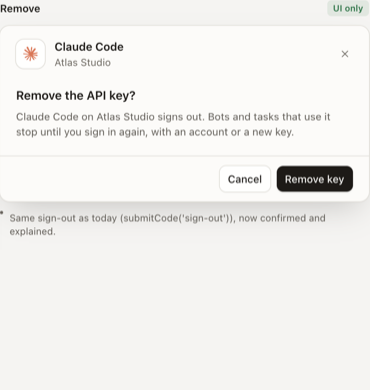 Remove
UI only
Claude Code
Atlas Studio
Remove the API key?
Claude Code on Atlas Studio signs out. Bots and tasks that use it
stop until you sign in again, with an account or a new key.
Cancel
Remove key
Same sign-out as today (submitCode('sign-out')), now confirmed and
explained.